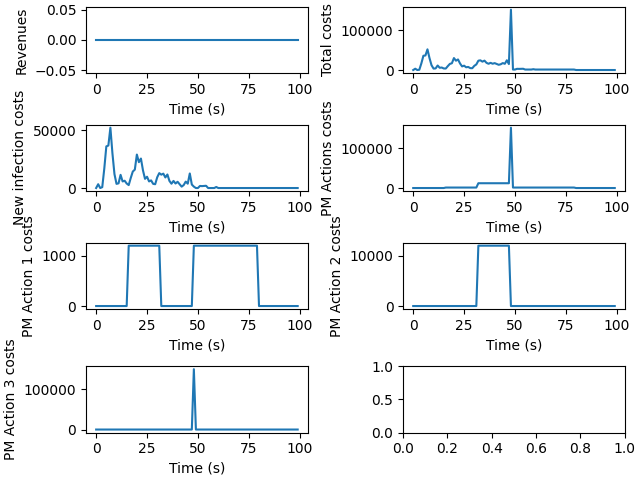 Revenues
0.05
0.00
−0.05
0 25 50 75 100
Time (s)
Total costs
100000
0
0 25 50 75 100
Time (s)
New infection costs
50000
0
0 25 50 75 100
Time (s)
PM Actions costs
100000
0
0 25 50 75 100
Time (s)
PM Action 1 costs
1000
0
0 25 50 75 100
Time (s)
PM Action 2 costs
10000
0
0 25 50 75 100
Time (s)
PM Action 3 costs
100000
0
0 25 50 75 100
Time (s)
1.0
0.5
0.0
0.0 0.2 0.4 0.6 0.8 1.0